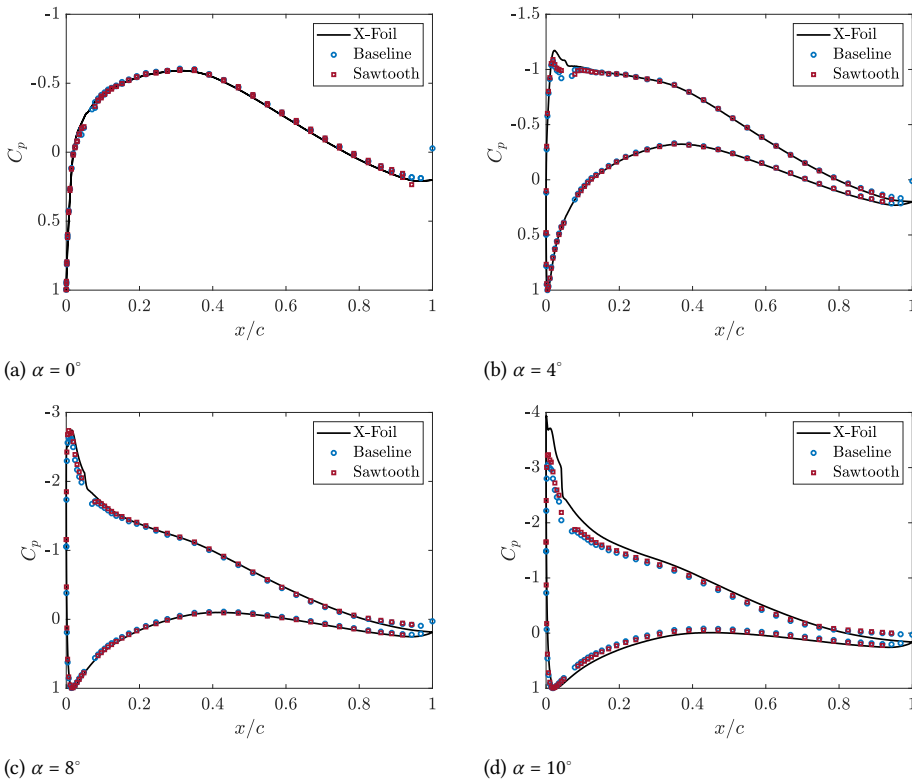 -1
-0.5
0
0.5
1
C_p
0 0.2 0.4 0.6 0.8 1
x/c
X-Foil
Baseline
Sawtooth
(a) α = 0°
-1.5
-1
-0.5
0
0.5
1
C_p
0 0.2 0.4 0.6 0.8 1
x/c
X-Foil
Baseline
Sawtooth
(b) α = 4°
-3
-2
-1
0
1
C_p
0 0.2 0.4 0.6 0.8 1
x/c
X-Foil
Baseline
Sawtooth
(c) α = 8°
-4
-3
-2
-1
0
1
C_p
0 0.2 0.4 0.6 0.8 1
x/c
X-Foil
Baseline
Sawtooth
(d) α = 10°